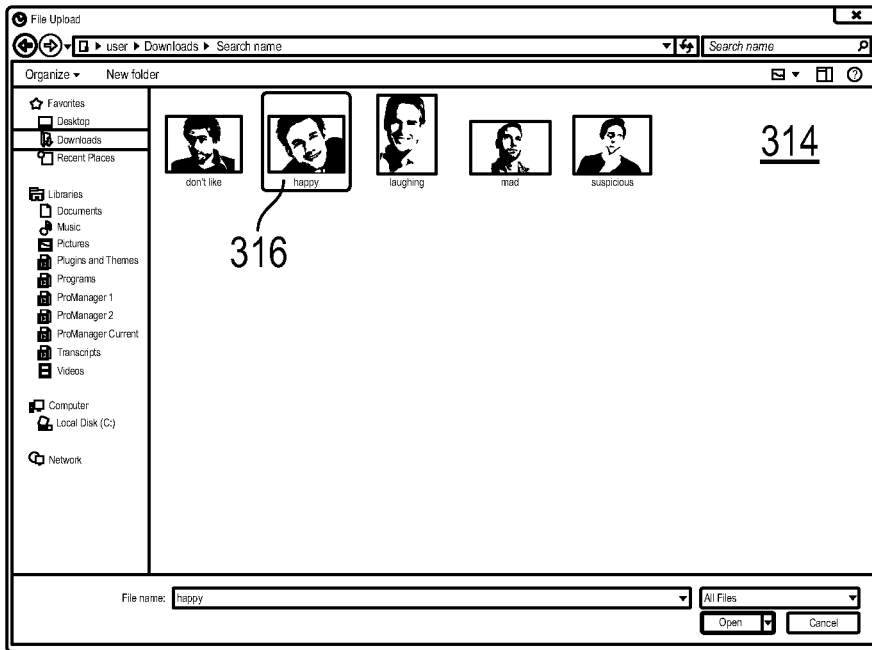 File Upload
user Downloads Search name
Search name
Organize
New folder
Favorites
Desktop
Downloads
Recent Places
Libraries
Documents
Music
Pictures
Plugins and Themes
Programs
ProManager 1
ProManager 2
ProManager Current
Transcripts
Videos
Computer
Local Disk (C:)
Network
don't like
happy
laughing
mad
suspicious
314
316
File name:
happy
All Files
Open
Cancel